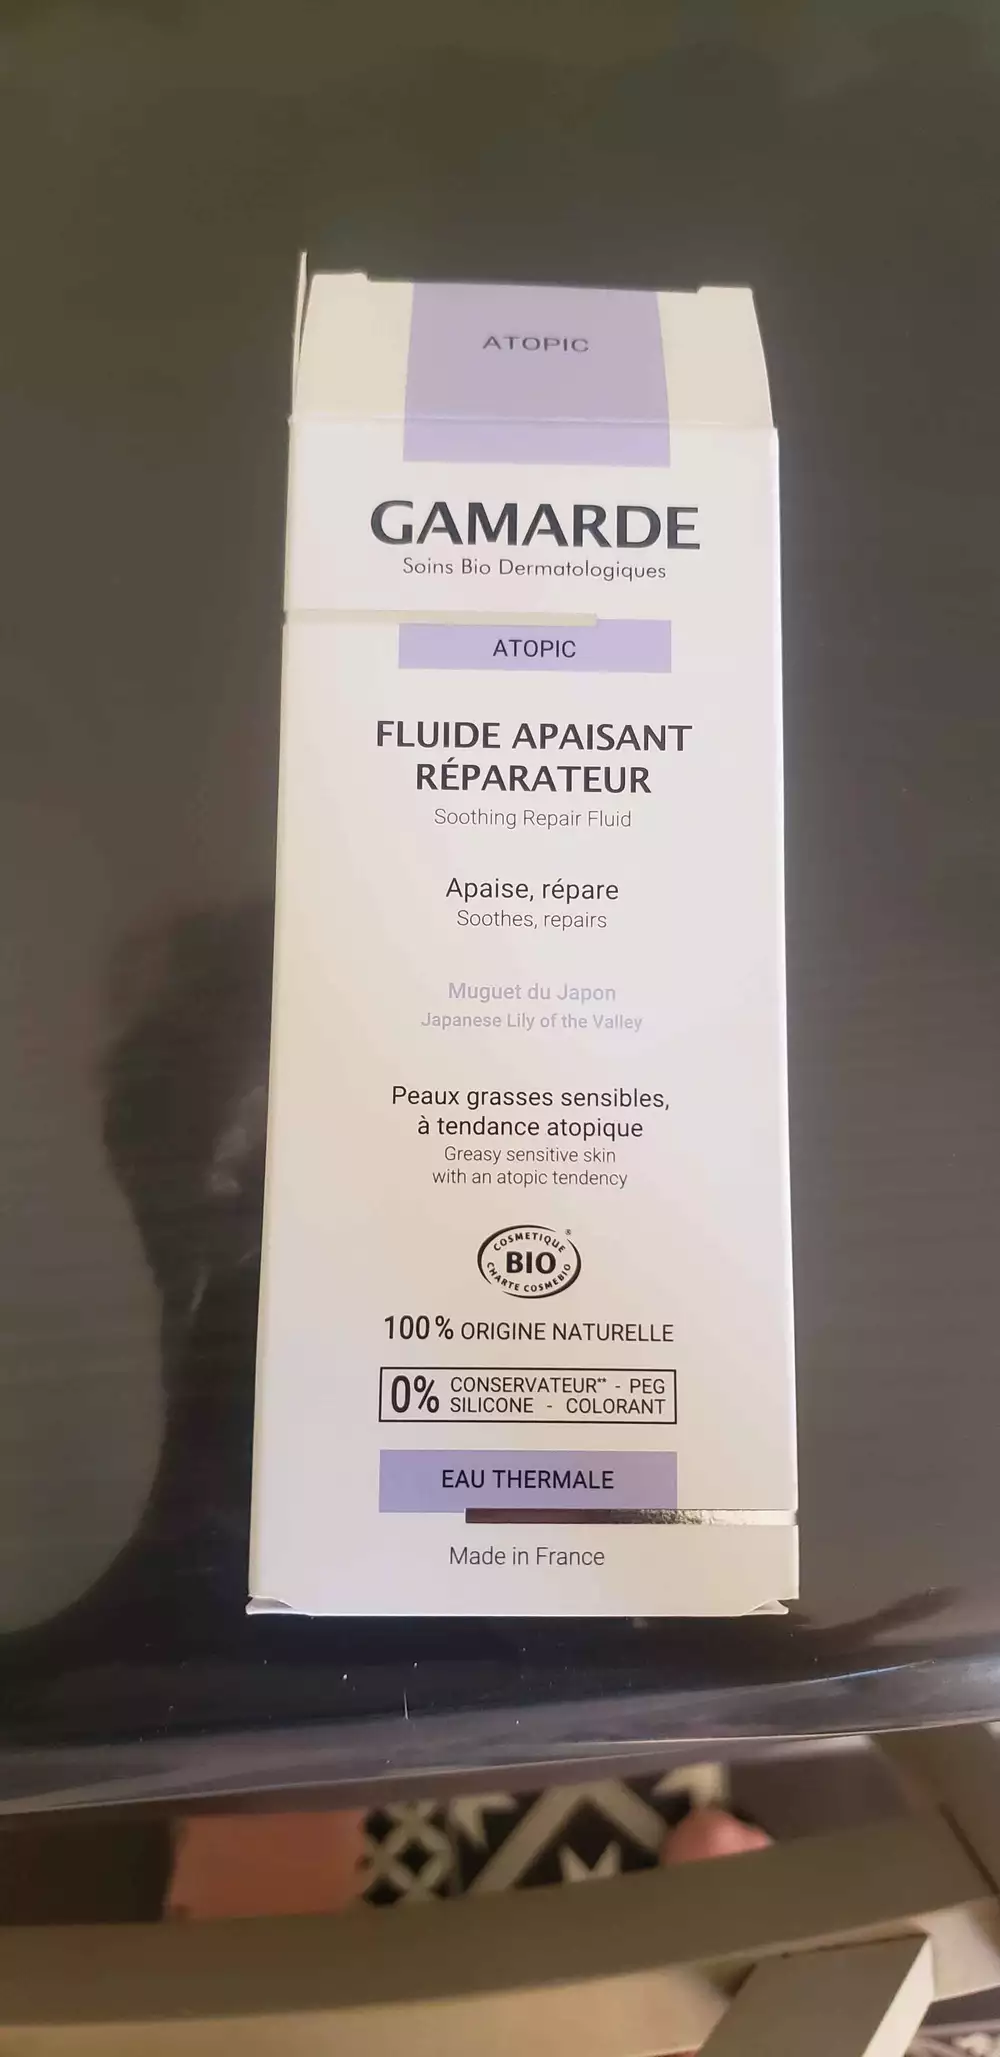 ATOPIC
GAMARDE
Soins Bio Dermatologiques
ATOPIC
FLUIDE APAISANT
RÉPARATEUR
Soothing Repair Fluid
Apaise, répare
Soothes, repairs
Muguet du Japon
Japanese Lily of the Valley
Peaux grasses sensibles,
à tendance atopique
Greasy sensitive skin
with an atopic tendency
COSMETIQUE ®
BIO
CHARTE COSMEBIO
100% ORIGINE NATURELLE
0% CONSERVATEUR** - PEG
SILICONE - COLORANT
EAU THERMALE
Made in France